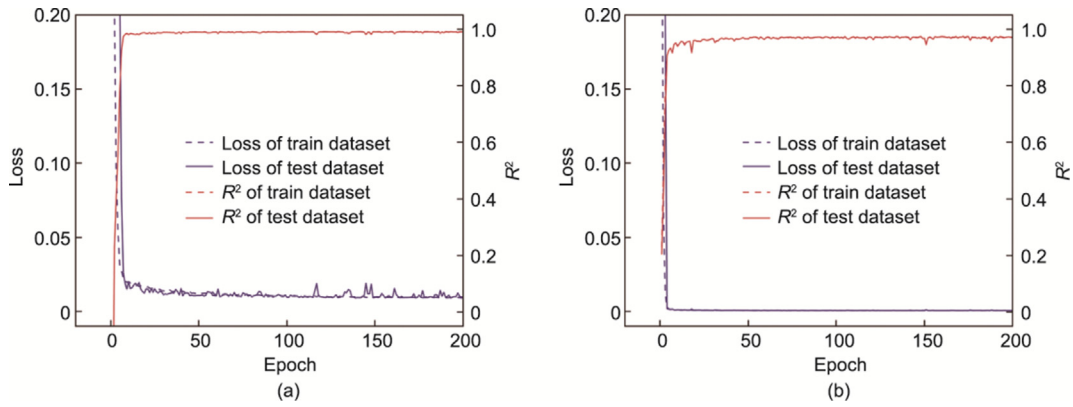 0.20
0.15
0.10
0.05
0
Loss
1.0
0.8
0.6
0.4
0.2
0
R²
Loss of train dataset
Loss of test dataset
R² of train dataset
R² of test dataset
0 50 100 150 200
Epoch
(a)
0.20
0.15
0.10
0.05
0
Loss
1.0
0.8
0.6
0.4
0.2
0
R²
Loss of train dataset
Loss of test dataset
R² of train dataset
R² of test dataset
0 50 100 150 200
Epoch
(b)